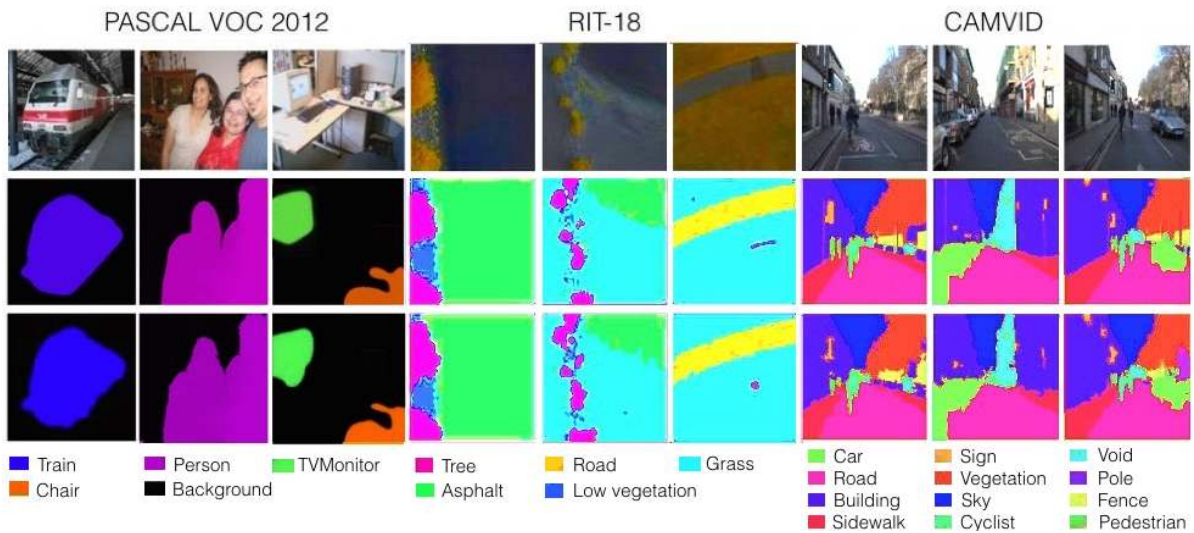 PASCAL VOC 2012
RIT-18
CAMVID
Train
Person
TVMonitor
Chair
Background
Tree
Road
Grass
Asphalt
Low vegetation
Car
Sign
Void
Road
Vegetation
Pole
Building
Sky
Fence
Sidewalk
Cyclist
Pedestrian